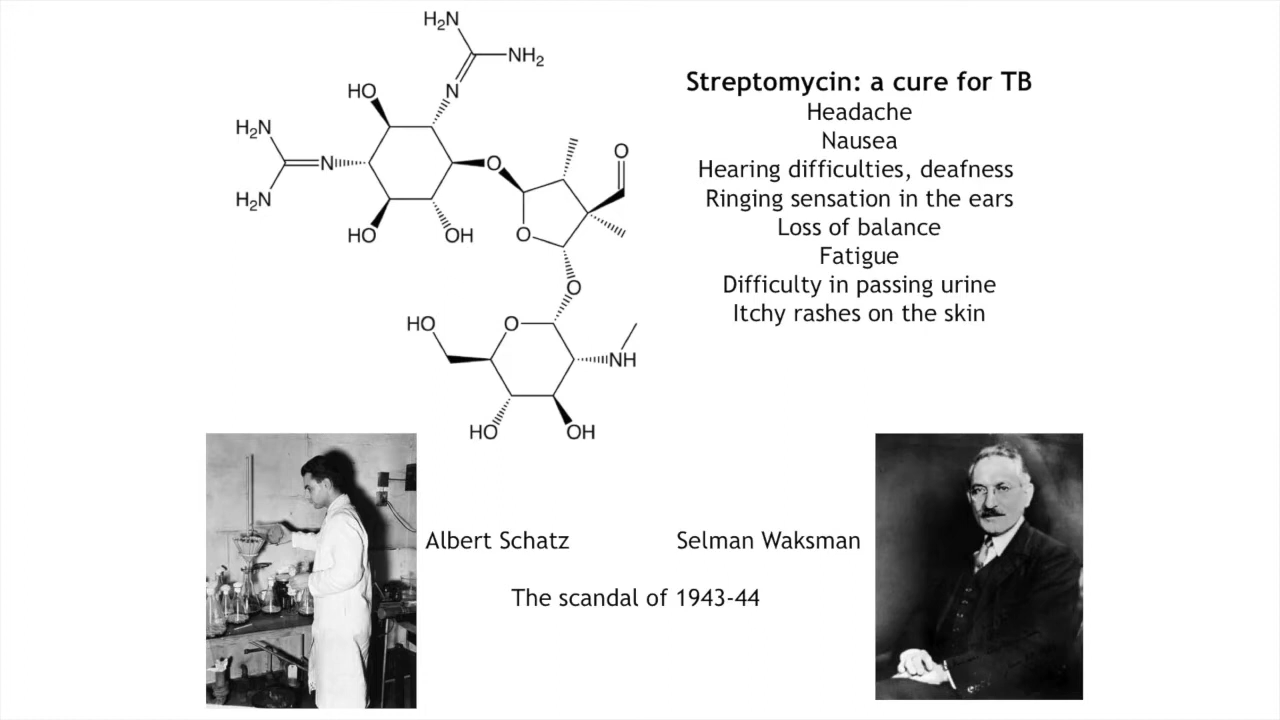 H₂N
NH₂
HO
N
H₂N
N
H₂N
HO
OH
O
O
O
O
HO
O
NH
HO
OH
Streptomycin: a cure for TB
Headache
Nausea
Hearing difficulties, deafness
Ringing sensation in the ears
Loss of balance
Fatigue
Difficulty in passing urine
Itchy rashes on the skin
Albert Schatz
Selman Waksman
The scandal of 1943-44